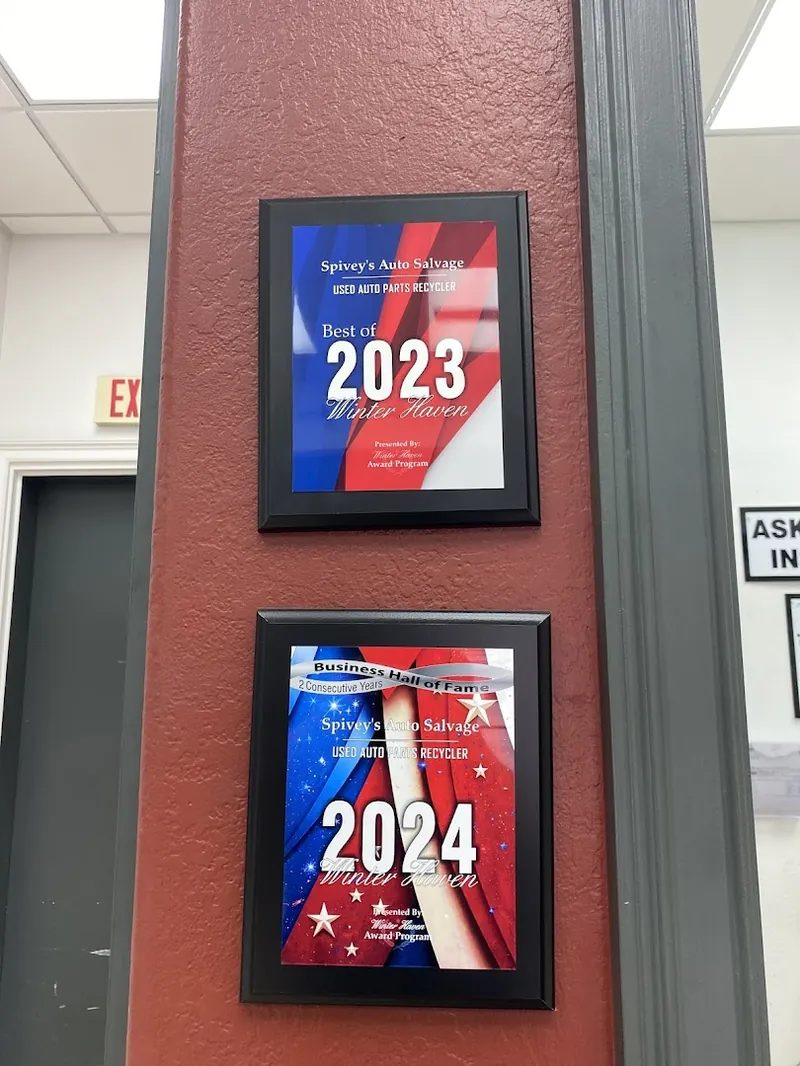 Spivey's Auto Salvage
USED AUTO PARTS RECYCLER
Best of
2023
Winter Haven
Presented By:
Winter Haven
Award Program
EX
ASK
IN
Business Hall of Fame
2 Consecutive Years
Spivey's Auto Salvage
USED AUTO PARTS RECYCLER
2024
Winter Haven
Presented By:
Winter Haven
Award Program